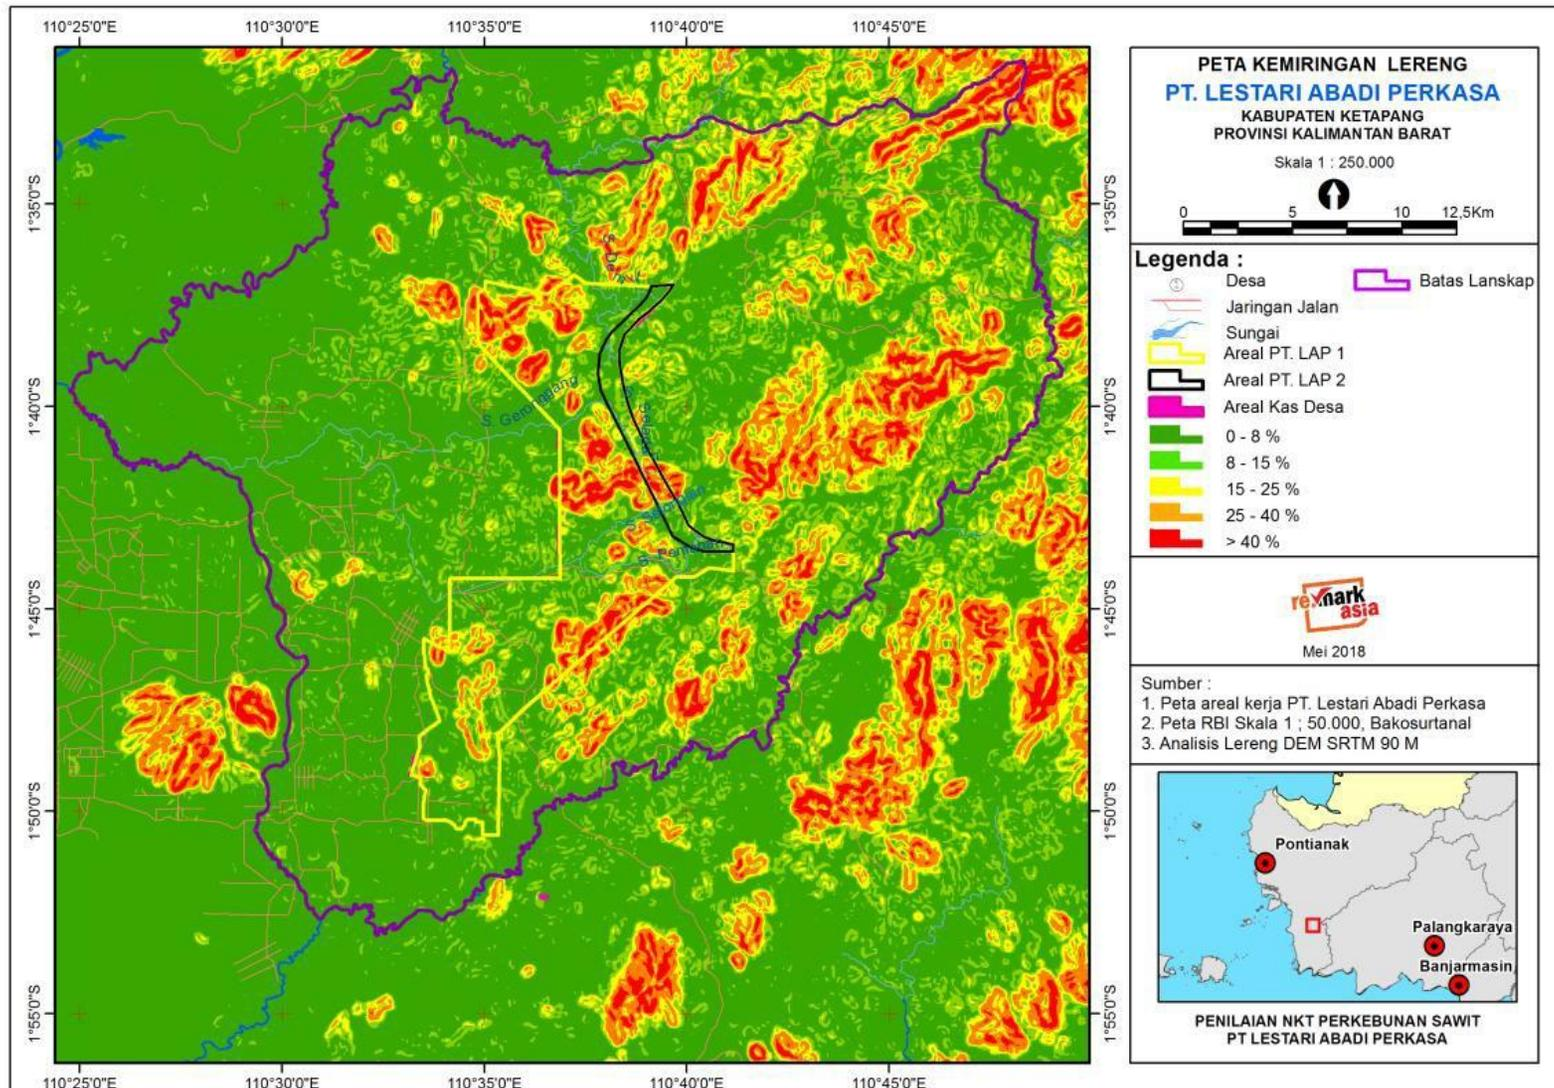 110°25'0"E 110°30'0"E 110°35'0"E 110°40'0"E 110°45'0"E
1°35'0"S
1°40'0"S
1°45'0"S
1°50'0"S
1°55'0"S
S. Geronggang
1°35'0"S
1°40'0"S
1°45'0"S
1°50'0"S
1°55'0"S
110°25'0"E 110°30'0"E 110°35'0"E 110°40'0"E 110°45'0"E
PETA KEMIRINGAN LERENG
PT. LESTARI ABADI PERKASA
KABUPATEN KETAPANG
PROVINSI KALIMANTAN BARAT
Skala 1 : 250.000
0 5 10 12,5Km
Legenda :
Desa
Batas Lanskap
Jaringan Jalan
Sungai
Areal PT. LAP 1
Areal PT. LAP 2
Areal Kas Desa
0 - 8 %
8 - 15 %
15 - 25 %
25 - 40 %
> 40 %
remark
asia
Mei 2018
Sumber :
1. Peta areal kerja PT. Lestari Abadi Perkasa
2. Peta RBI Skala 1 ; 50.000, Bakosurtanal
3. Analisis Lereng DEM SRTM 90 M
Pontianak
Palangkaraya
Banjarmasin
PENILAIAN NKT PERKEBUNAN SAWIT
PT LESTARI ABADI PERKASA